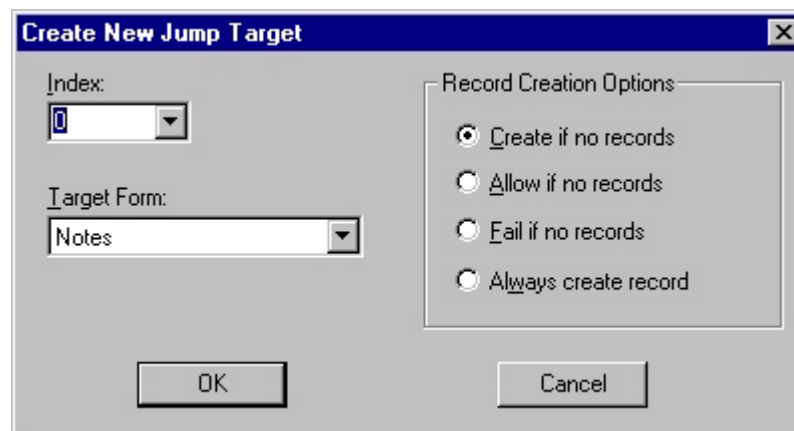 Create New Jump Target
Index:
0
Target Form:
Notes
Record Creation Options
Create if no records
Allow if no records
Fail if no records
Always create record
OK
Cancel